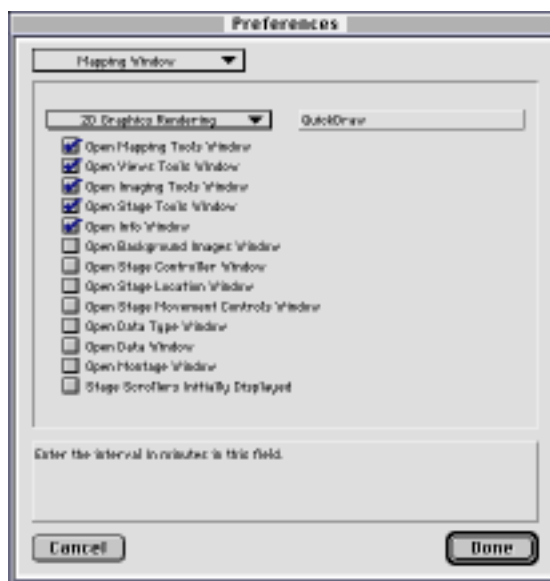 Preferences
Mapping Window
2D Graphics Rendering QuickDraw
Open Mapping Tools Window
Open Views Tools Window
Open Imaging Tools Window
Open Stage Tools Window
Open Info Window
Open Background Images Window
Open Stage Controller Window
Open Stage Location Window
Open Stage Movement Controls Window
Open Data Type Window
Open Data Window
Open Montage Window
Stage Scrollers Initially Displayed
Enter the interval in minutes in this field.
Cancel Done